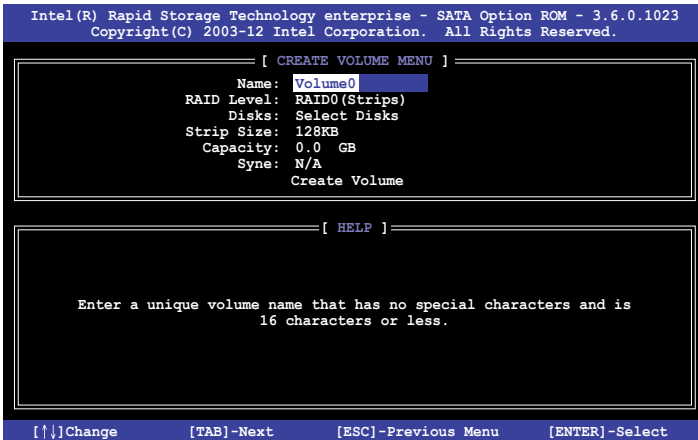 Intel(R) Rapid Storage Technology enterprise - SATA Option ROM - 3.6.0.1023
Copyright(C) 2003-12 Intel Corporation. All Rights Reserved.
[ CREATE VOLUME MENU ]
Name: Volume0
RAID Level: RAID0(Strips)
Disks: Select Disks
Strip Size: 128KB
Capacity: 0.0 GB
Syne: N/A
Create Volume
[ HELP ]
Enter a unique volume name that has no special characters and is
16 characters or less.
[↑↓]Change [TAB]-Next [ESC]-Previous Menu [ENTER]-Select